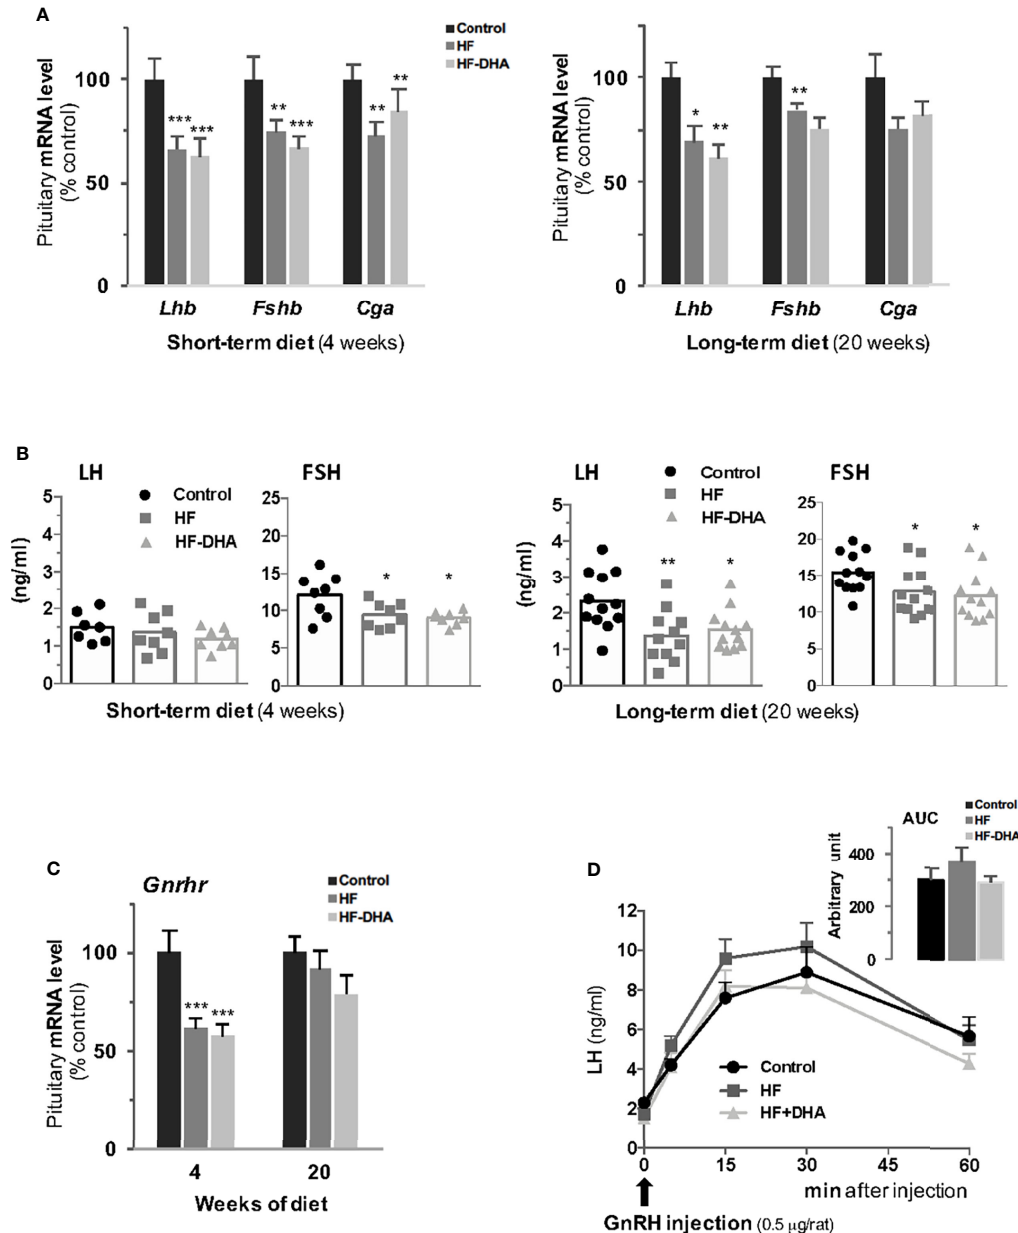 A
Control
HF
HF-DHA
Pituitary mRNA level
(% control)
100
50
0
*** ***
** ***
** **
Lhb Fshb Cga
Short-term diet (4 weeks)
Pituitary mRNA level
(% control)
100
50
0
* **
**
Lhb Fshb Cga
Long-term diet (20 weeks)
B
LH
Control
HF
HF-DHA
(ng/ml)
5
4
3
2
1
0
FSH
25
20
15
10
5
0
* *
Short-term diet (4 weeks)
LH
Control
HF
HF-DHA
(ng/ml)
5
4
3
2
1
0
** *
FSH
25
20
15
10
5
0
* *
Long-term diet (20 weeks)
C
Gnrhr
Control
HF
HF-DHA
Pituitary mRNA level
(% control)
100
50
0
*** ***
4 20
Weeks of diet
D
AUC
Control
HF
HF-DHA
Arbitrary unit
400
200
0
LH (ng/ml)
12
10
8
6
4
2
0
Control
HF
HF+DHA
0 15 30 45 60
min after injection
GnRH injection (0.5 µg/rat)